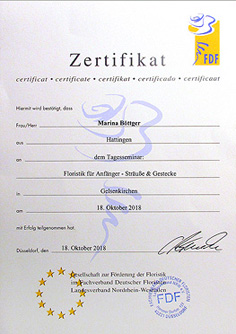 FDF
Zertifikat
certificat • certificate • certifikat • certificado • certificaat
Hiermit wird bestätigt, dass
Frau/Herr Marina Böttger
aus Hattingen
an dem Tagesseminar:
Floristik für Anfänger - Sträuße & Gestecke
in Gelsenkirchen
am 18. Oktober 2018
mit Erfolg teilgenommen hat.
Düsseldorf, den 18. Oktober 2018
Gesellschaft zur Förderung der Floristik
im Fachverband Deutscher Floristen
Landesverband Nordrhein-Westfalen
FDF